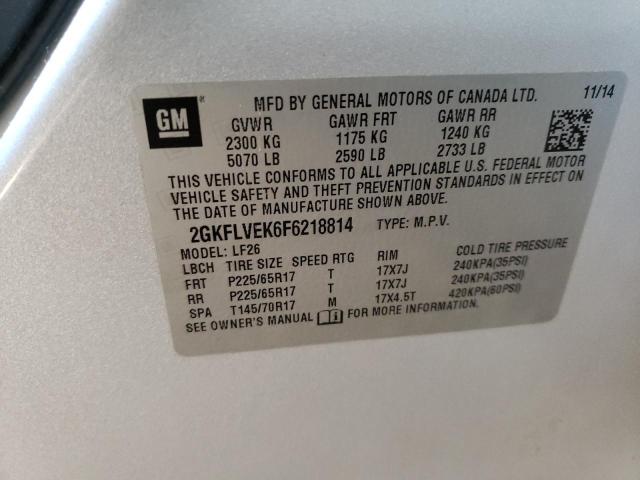 GM
MFD BY GENERAL MOTORS OF CANADA LTD. 11/14
GVWR GAWR FRT GAWR RR
2300 KG 1175 KG 1240 KG
5070 LB 2590 LB 2733 LB
THIS VEHICLE CONFORMS TO ALL APPLICABLE U.S. FEDERAL MOTOR
VEHICLE SAFETY AND THEFT PREVENTION STANDARDS IN EFFECT ON
THE DATE OF MANUFACTURE SHOWN ABOVE.
2GKFLVEK6F6218814 TYPE: M.P.V.
MODEL: LF26
LBCH TIRE SIZE SPEED RTG RIM COLD TIRE PRESSURE
FRT P225/65R17 T 17X7J 240KPA(35PSI)
RR P225/65R17 T 17X7J 240KPA(35PSI)
SPA T145/70R17 M 17X4.5T 420KPA(60PSI)
SEE OWNER'S MANUAL FOR MORE INFORMATION.